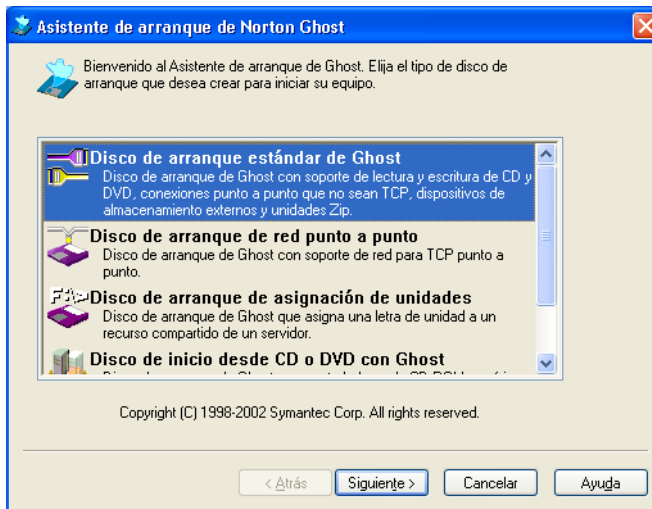 Asistente de arranque de Norton Ghost
Bienvenido al Asistente de arranque de Ghost. Elija el tipo de disco de
arranque que desea crear para iniciar su equipo.
Disco de arranque estándar de Ghost
Disco de arranque de Ghost con soporte de lectura y escritura de CD y
DVD, conexiones punto a punto que no sean TCP, dispositivos de
almacenamiento externos y unidades Zip.
Disco de arranque de red punto a punto
Disco de arranque de Ghost con soporte de red para TCP punto a
punto.
Disco de arranque de asignación de unidades
Disco de arranque de Ghost que asigna una letra de unidad a un
recurso compartido de un servidor.
Disco de inicio desde CD o DVD con Ghost
Copyright (C) 1998-2002 Symantec Corp. All rights reserved.
< Atrás
Siguiente >
Cancelar
Ayuda